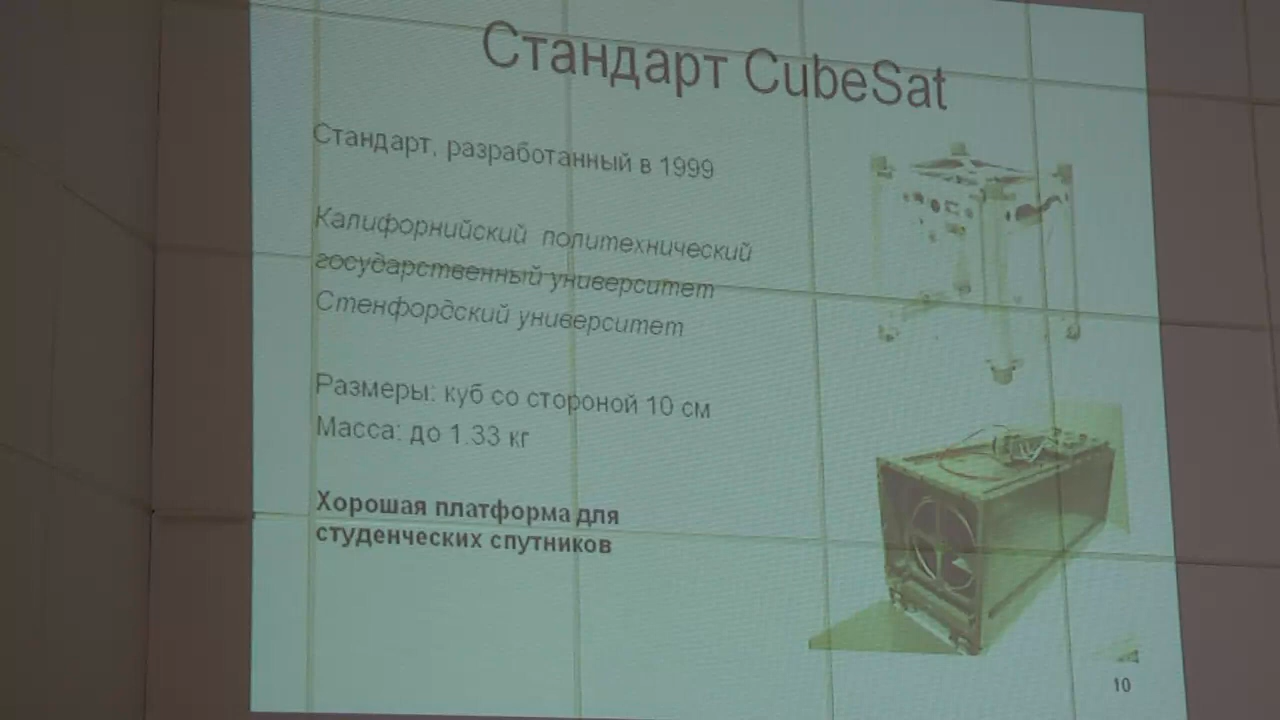 Стандарт CubeSat
Стандарт, разработанный в 1999
Калифорнийский политехнический
государственный университет
Стенфордский университет
Размеры: куб со стороной 10 см
Масса: до 1.33 кг
Хорошая платформа для
студенческих спутников
10